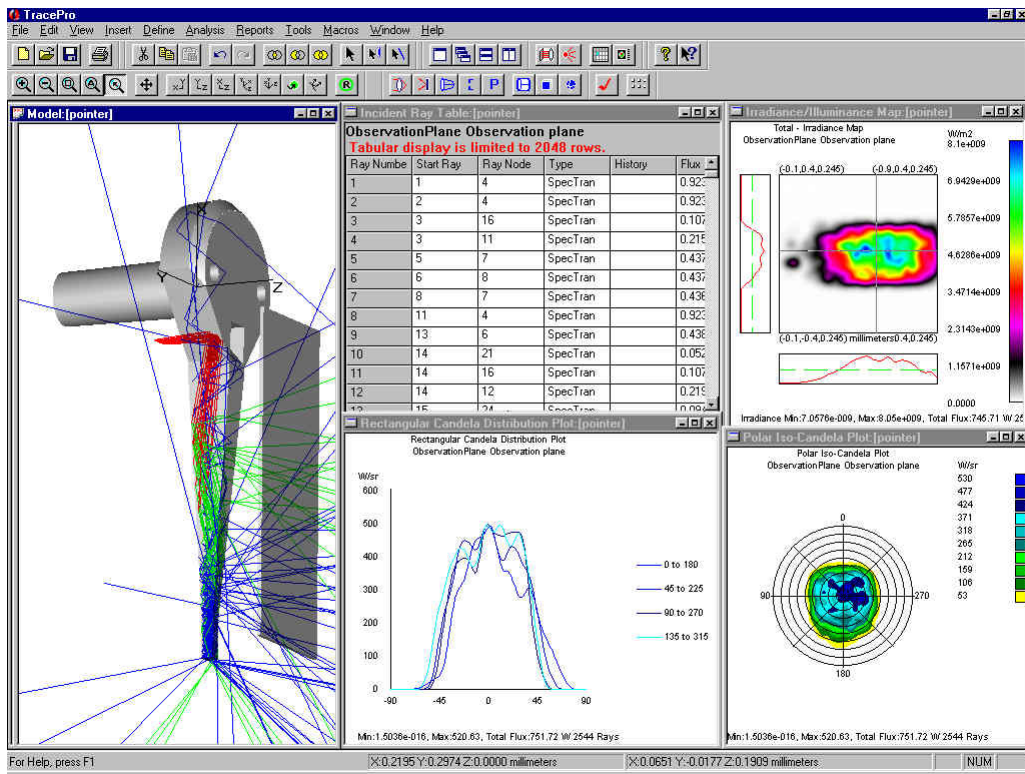 TracePro
File Edit View Insert Define Analysis Reports Tools Macros Window Help
Model:[pointer]
X
Y
Z
Incident Ray Table:[pointer]
ObservationPlane Observation plane
Tabular display is limited to 2048 rows.
Ray Numbe Start Ray Ray Node Type History Flux
1 1 4 SpecTran 0.923
2 2 4 SpecTran 0.923
3 3 16 SpecTran 0.107
4 3 11 SpecTran 0.215
5 5 7 SpecTran 0.437
6 6 8 SpecTran 0.437
7 8 7 SpecTran 0.436
8 11 4 SpecTran 0.923
9 13 6 SpecTran 0.438
10 14 21 SpecTran 0.052
11 14 16 SpecTran 0.107
12 14 12 SpecTran 0.219
Irradiance/Illuminance Map:[pointer]
Total - Irradiance Map
ObservationPlane Observation plane
W/m2
8.1e+009
6.9429e+009
5.7857e+009
4.6286e+009
3.4714e+009
2.3143e+009
1.1571e+009
0.0000
(-0.1,0.4,0.245) (-0.9,0.4,0.245)
(-0.1,-0.4,0.245) millimeters0.4,0.245)
Irradiance Min:7.0576e-009, Max:8.05e+009, Total Flux:745.71 W 25
Rectangular Candela Distribution Plot:[pointer]
Rectangular Candela Distribution Plot
ObservationPlane Observation plane
W/sr
600
500
400
300
200
100
0
-90 -45 0 45 90
0 to 180
45 to 225
90 to 270
135 to 315
Min:1.5036e-016, Max:520.63, Total Flux:751.72 W 2544 Rays
Polar Iso-Candela Plot:[pointer]
Polar Iso-Candela Plot
ObservationPlane Observation plane
W/sr
530
477
424
371
318
265
212
159
106
53
0
90
270
180
Min:1.5036e-016, Max:520.63, Total Flux:751.72 W 2544 Rays
For Help, press F1
X:0.2195 Y:0.2974 Z:0.0000 millimeters
X:0.0651 Y:-0.0177 Z:0.1909 millimeters
NUM